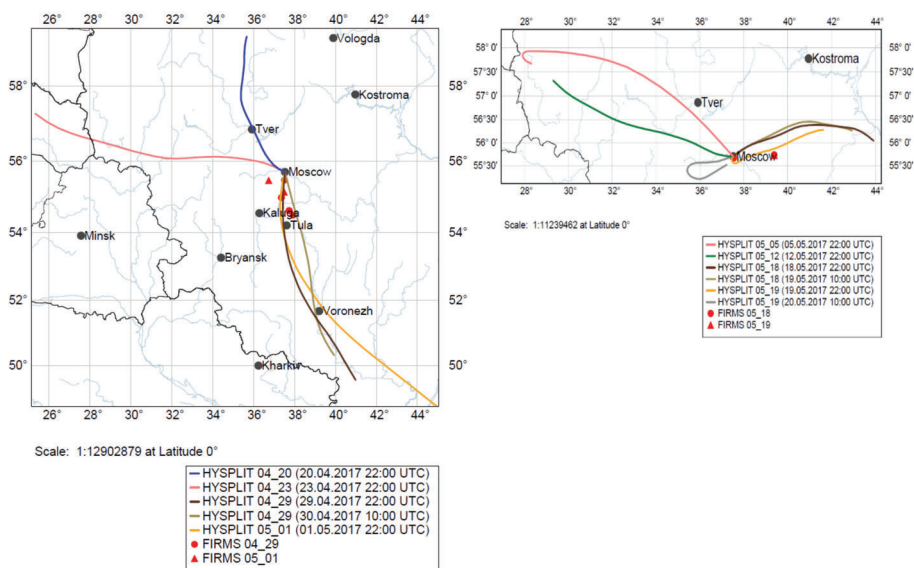 26° 28° 30° 32° 34° 36° 38° 40° 42° 44°
Vologda
58°
Kostroma
58°
Tver
56°
56°
Moscow
Kaluga
54°
Tula
54°
Minsk
Bryansk
52°
Voronezh
52°
50°
Kharkiv
50°
26° 28° 30° 32° 34° 36° 38° 40° 42° 44°
Scale: 1:12902879 at Latitude 0°
HYSPLIT 04_20 (20.04.2017 22:00 UTC)
HYSPLIT 04_23 (23.04.2017 22:00 UTC)
HYSPLIT 04_29 (29.04.2017 22:00 UTC)
HYSPLIT 04_29 (30.04.2017 10:00 UTC)
HYSPLIT 05_01 (01.05.2017 22:00 UTC)
FIRMS 04_29
FIRMS 05_01
28° 30° 32° 34° 36° 38° 40° 42° 44°
58° 0'
Kostroma
58° 0'
57°30'
57°30'
57° 0'
Tver
57° 0'
56°30'
56°30'
56° 0'
56° 0'
Moscow
55°30'
55°30'
28° 30° 32° 34° 36° 38° 40° 42° 44°
Scale: 1:11239462 at Latitude 0°
HYSPLIT 05_05 (05.05.2017 22:00 UTC)
HYSPLIT 05_12 (12.05.2017 22:00 UTC)
HYSPLIT 05_18 (18.05.2017 22:00 UTC)
HYSPLIT 05_18 (19.05.2017 10:00 UTC)
HYSPLIT 05_19 (19.05.2017 22:00 UTC)
HYSPLIT 05_19 (20.05.2017 10:00 UTC)
FIRMS 05_18
FIRMS 05_19